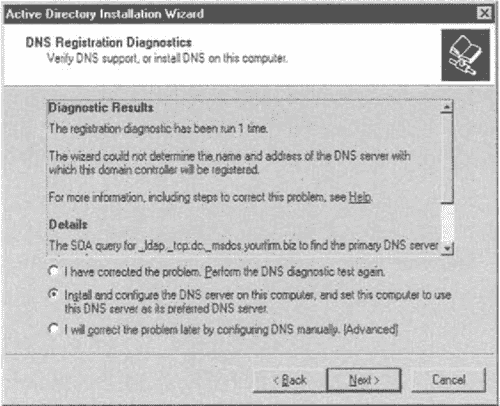 Active Directory Installation Wizard
DNS Registration Diagnostics
Verify DNS support, or install DNS on this computer.
Diagnostic Results
The registration diagnostic has been run 1 time.
The wizard could not determine the name and address of the DNS server with
which this domain controller will be registered.
For more information, including steps to correct this problem, see Help.
Details
The SOA query for _ldap._tcp.dc._msdcs.yourfirm.biz to find the primary DNS server
I have corrected the problem. Perform the DNS diagnostic test again.
Install and configure the DNS server on this computer, and set this computer to use
this DNS server as its preferred DNS server.
I will correct the problem later by configuring DNS manually. (Advanced)
< Back
Next >
Cancel